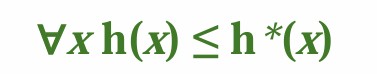 ∀x h(x) ≤ h*(x)